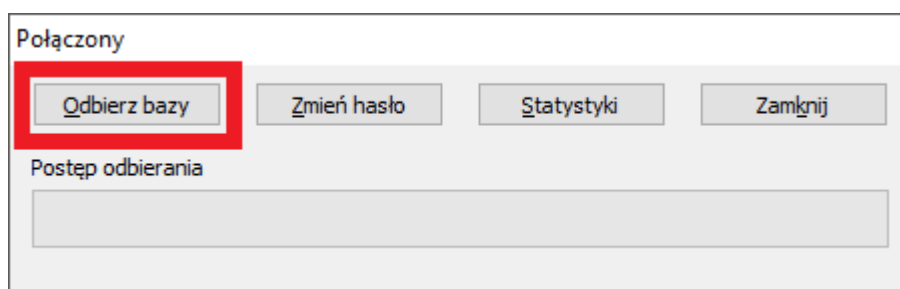 Połączony
Odbierz bazy Zmień hasło Statystyki Zamknij
Postęp odbierania